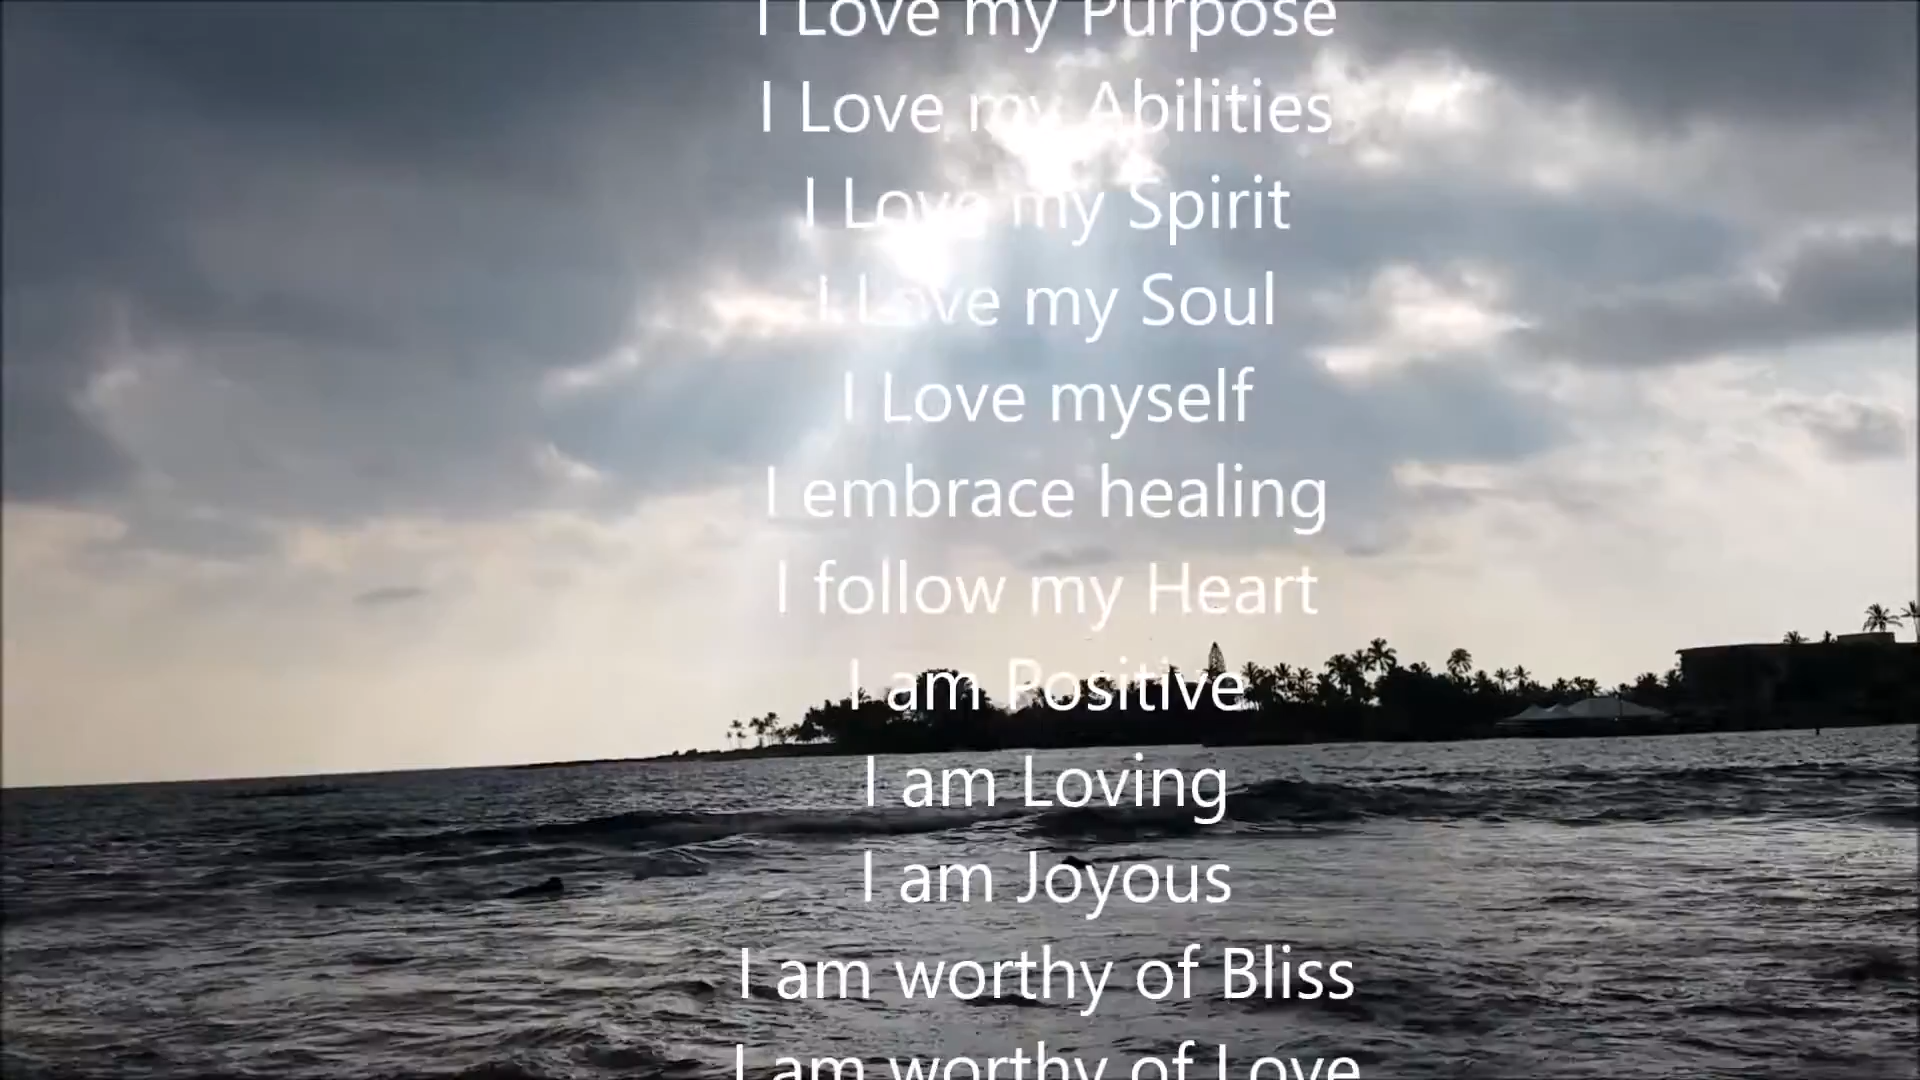 I Love my Purpose
I Love my Abilities
I Love my Spirit
I Love my Soul
I Love myself
I embrace healing
I follow my Heart
I am Positive
I am Loving
I am Joyous
I am worthy of Bliss
I am worthy of Love